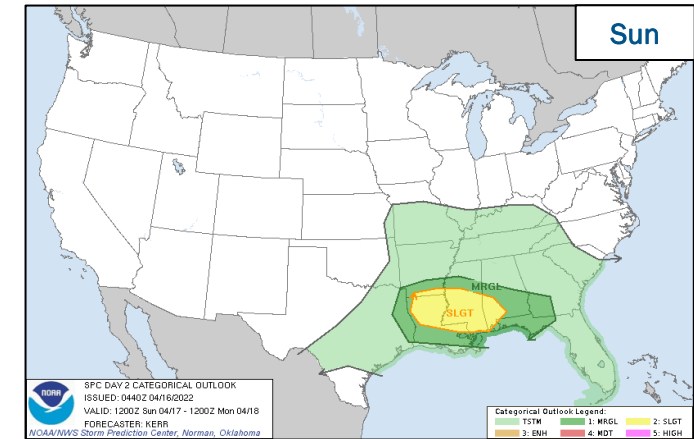 Sun
MRGL
SLGT
NOAA
SPC DAY 2 CATEGORICAL OUTLOOK
ISSUED: 0440Z 04/16/2022
VALID: 1200Z Sun 04/17 - 1200Z Mon 04/18
FORECASTER: KERR
NOAA/NWS Storm Prediction Center, Norman, Oklahoma
Categorical Outlook Legend:
TSTM 1: MRGL 2: SLGT
3: ENH 4: MDT 5: HIGH